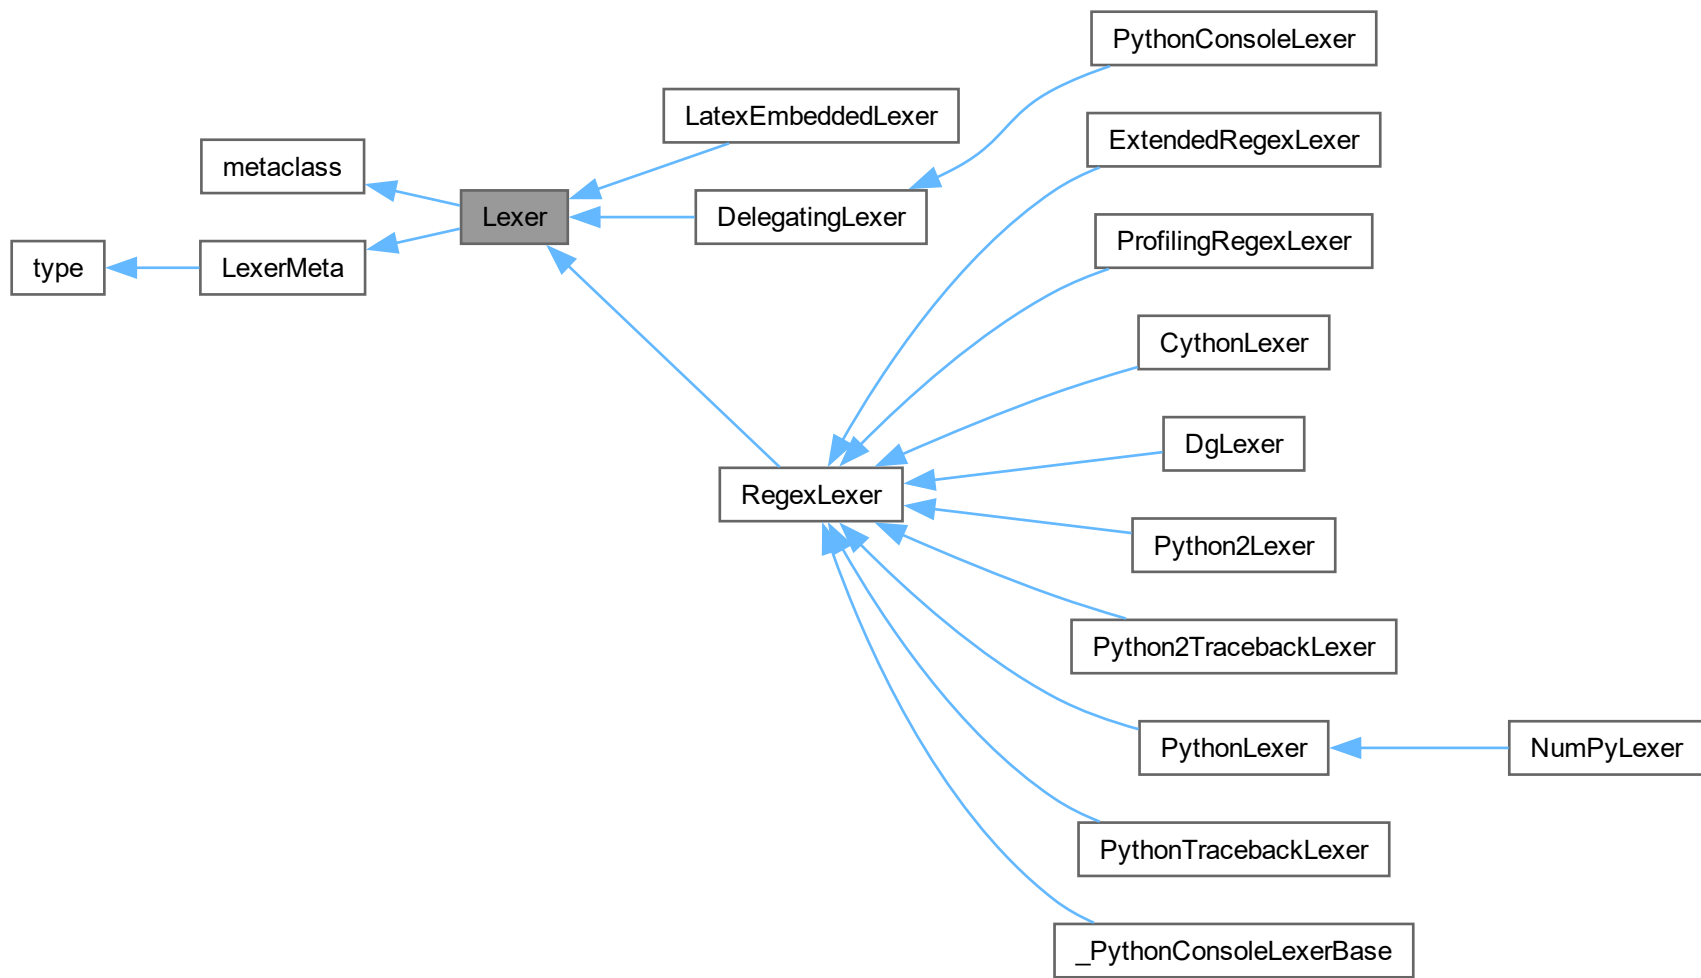 PythonConsoleLexer
LatexEmbeddedLexer
ExtendedRegexLexer
metaclass
Lexer
DelegatingLexer
ProfilingRegexLexer
type
LexerMeta
CythonLexer
DgLexer
RegexLexer
Python2Lexer
Python2TracebackLexer
PythonLexer
NumPyLexer
PythonTracebackLexer
_PythonConsoleLexerBase